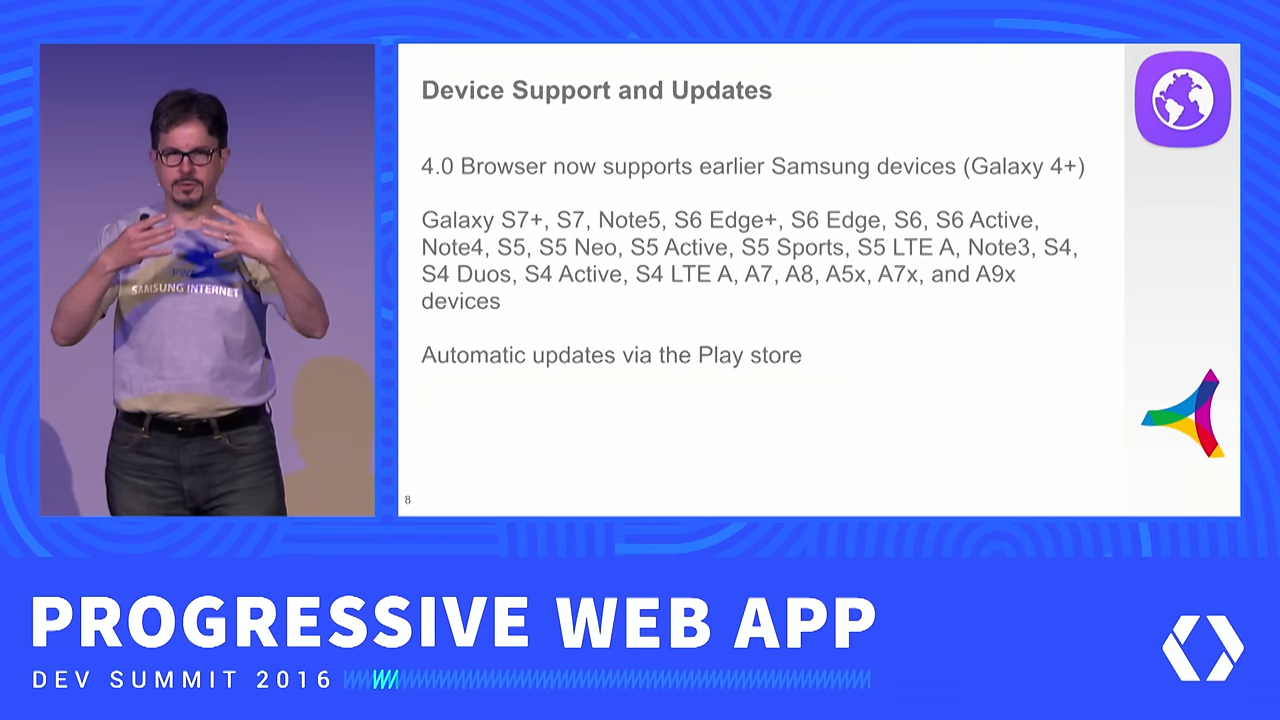 Device Support and Updates
4.0 Browser now supports earlier Samsung devices (Galaxy 4+)
Galaxy S7+, S7, Note5, S6 Edge+, S6 Edge, S6, S6 Active,
Note4, S5, S5 Neo, S5 Active, S5 Sports, S5 LTE A, Note3, S4,
S4 Duos, S4 Active, S4 LTE A, A7, A8, A5x, A7x, and A9x
devices
Automatic updates via the Play store
8
SAMSUNG INTERNET
PROGRESSIVE WEB APP
DEV SUMMIT 2016